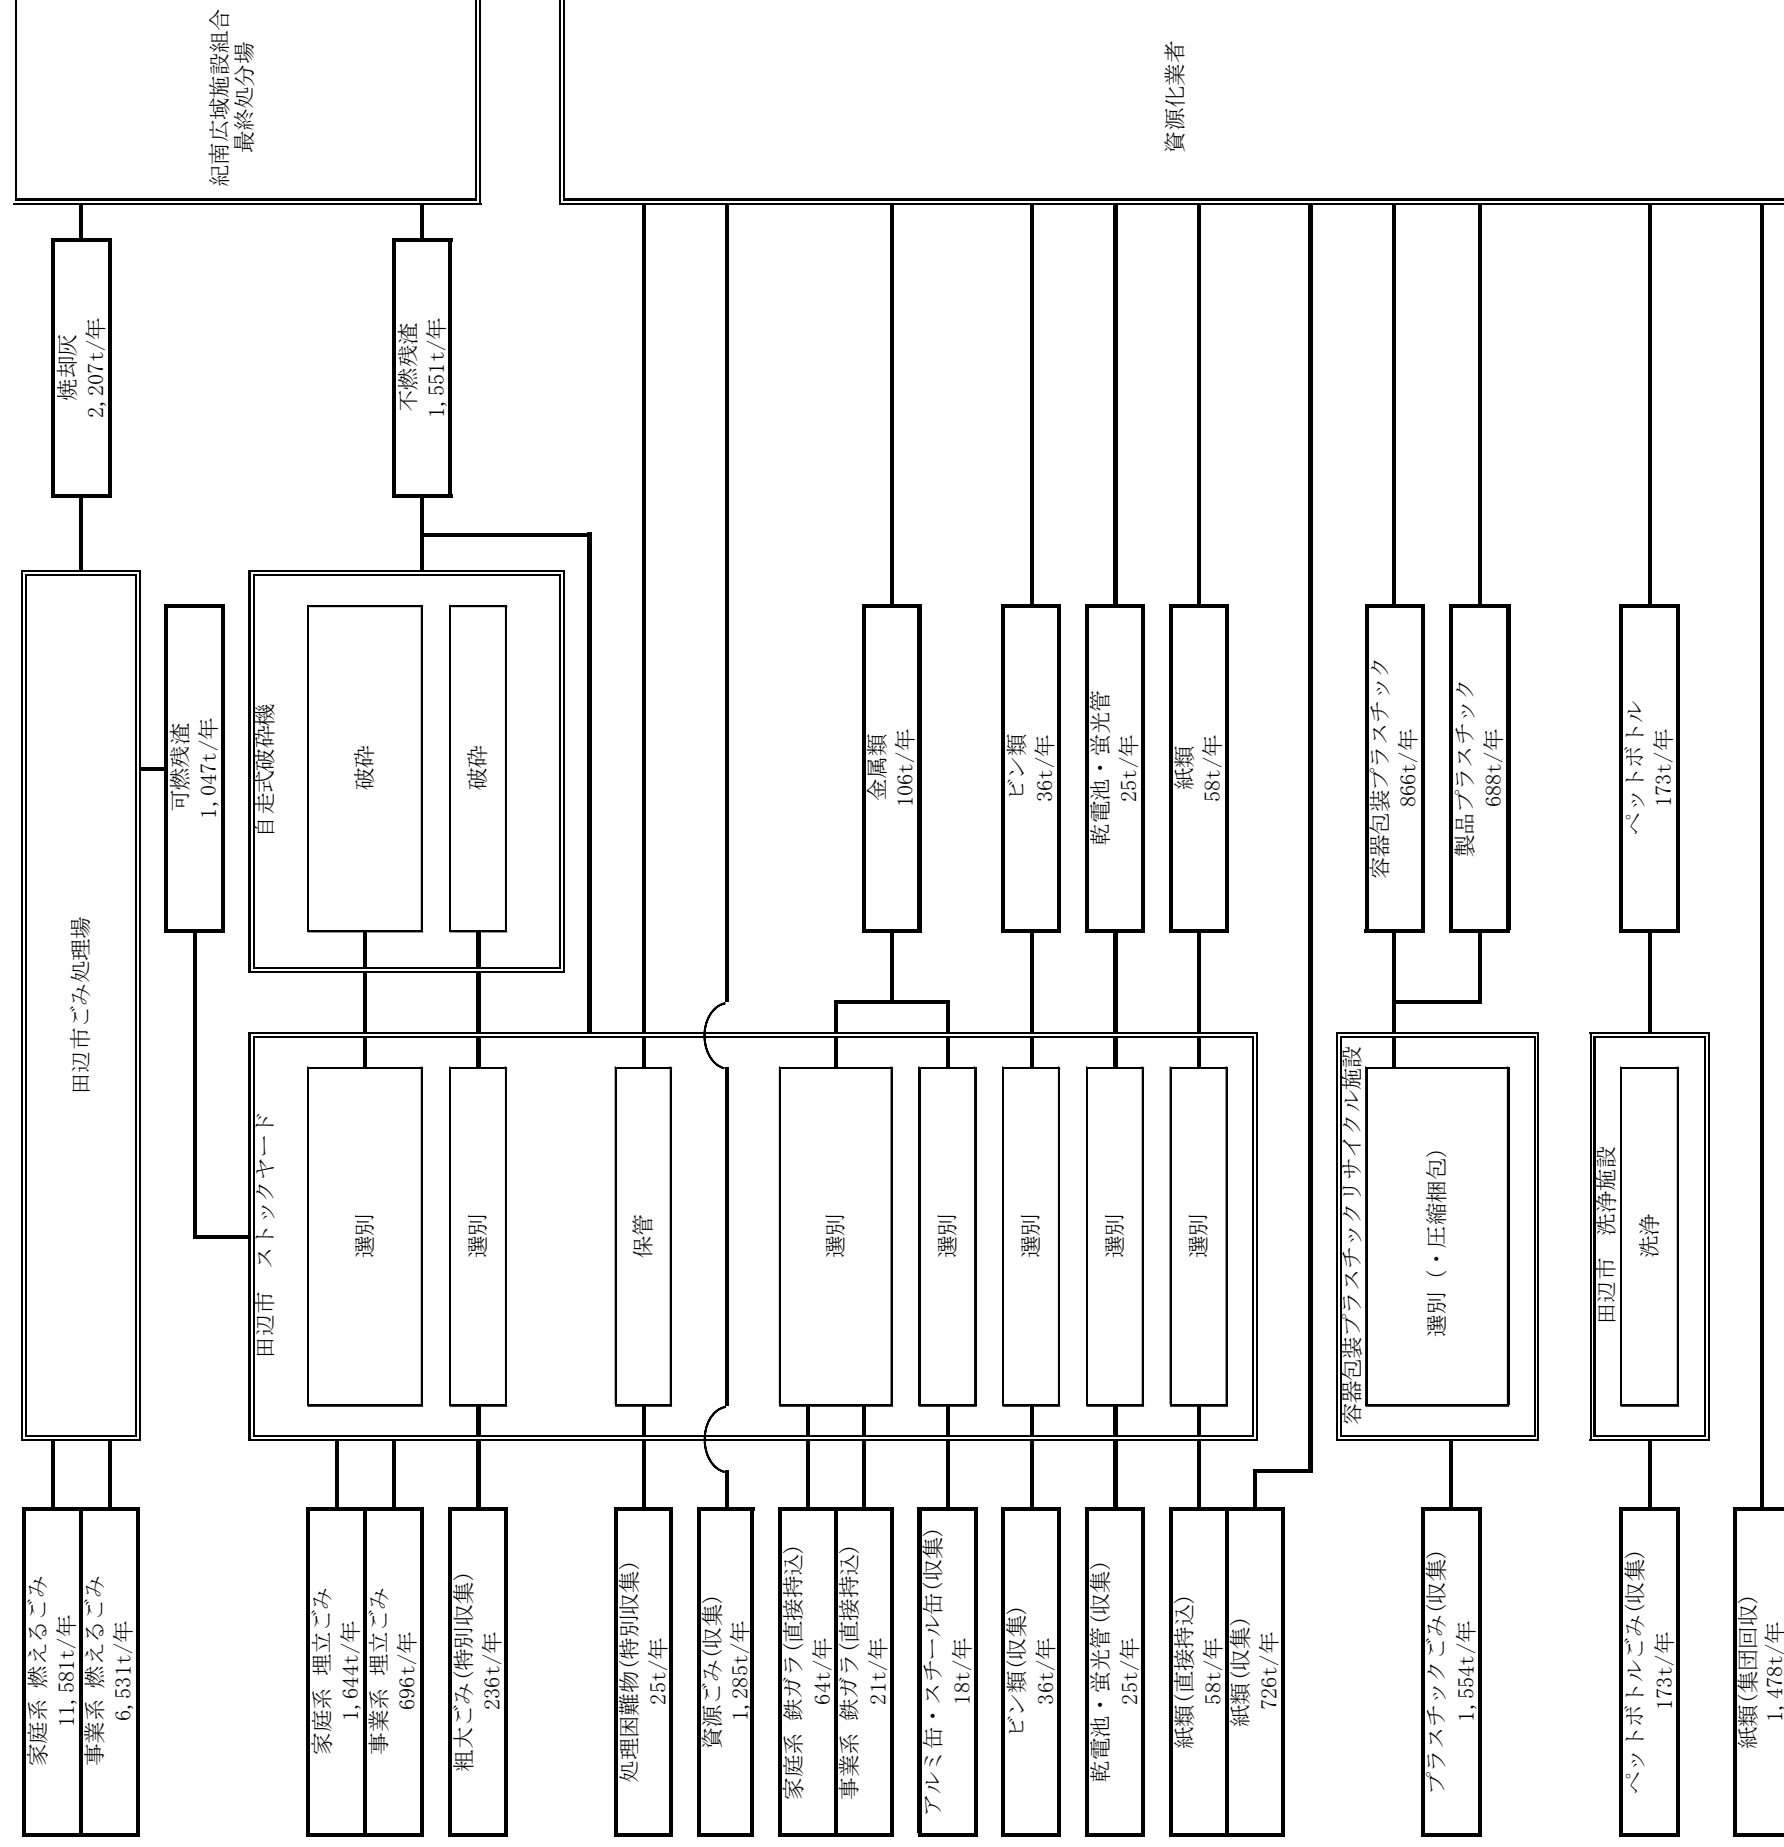 家庭系 燃えるごみ
11,581t/年
事業系 燃えるごみ
6,531t/年
田辺市ごみ処理場
焼却灰
2,207t/年
紀南広域施設組合
最終処分場
可燃残渣
1,047t/年
家庭系 埋立ごみ
1,644t/年
事業系 埋立ごみ
696t/年
粗大ごみ(特別収集)
236t/年
田辺市 ストックヤード
選別
選別
自走式破砕機
破砕
破砕
不燃残渣
1,551t/年
処理困難物(特別収集)
25t/年
保管
資源ごみ(収集)
1,285t/年
家庭系 鉄ガラ(直接持込)
64t/年
事業系 鉄ガラ(直接持込)
21t/年
選別
アルミ缶・スチール缶(収集)
18t/年
選別
金属類
106t/年
ビン類(収集)
36t/年
選別
ビン類
36t/年
乾電池・蛍光管(収集)
25t/年
選別
乾電池・蛍光管
25t/年
紙類(直接持込)
58t/年
選別
紙類
58t/年
紙類(収集)
726t/年
資源化業者
プラスチックごみ(収集)
1,554t/年
容器包装プラスチックリサイクル施設
選別(・圧縮梱包)
容器包装プラスチック
866t/年
製品プラスチック
688t/年
ペットボトルごみ(収集)
173t/年
田辺市 洗浄施設
洗浄
ペットボトル
173t/年
紙類(集団回収)
1,478t/年